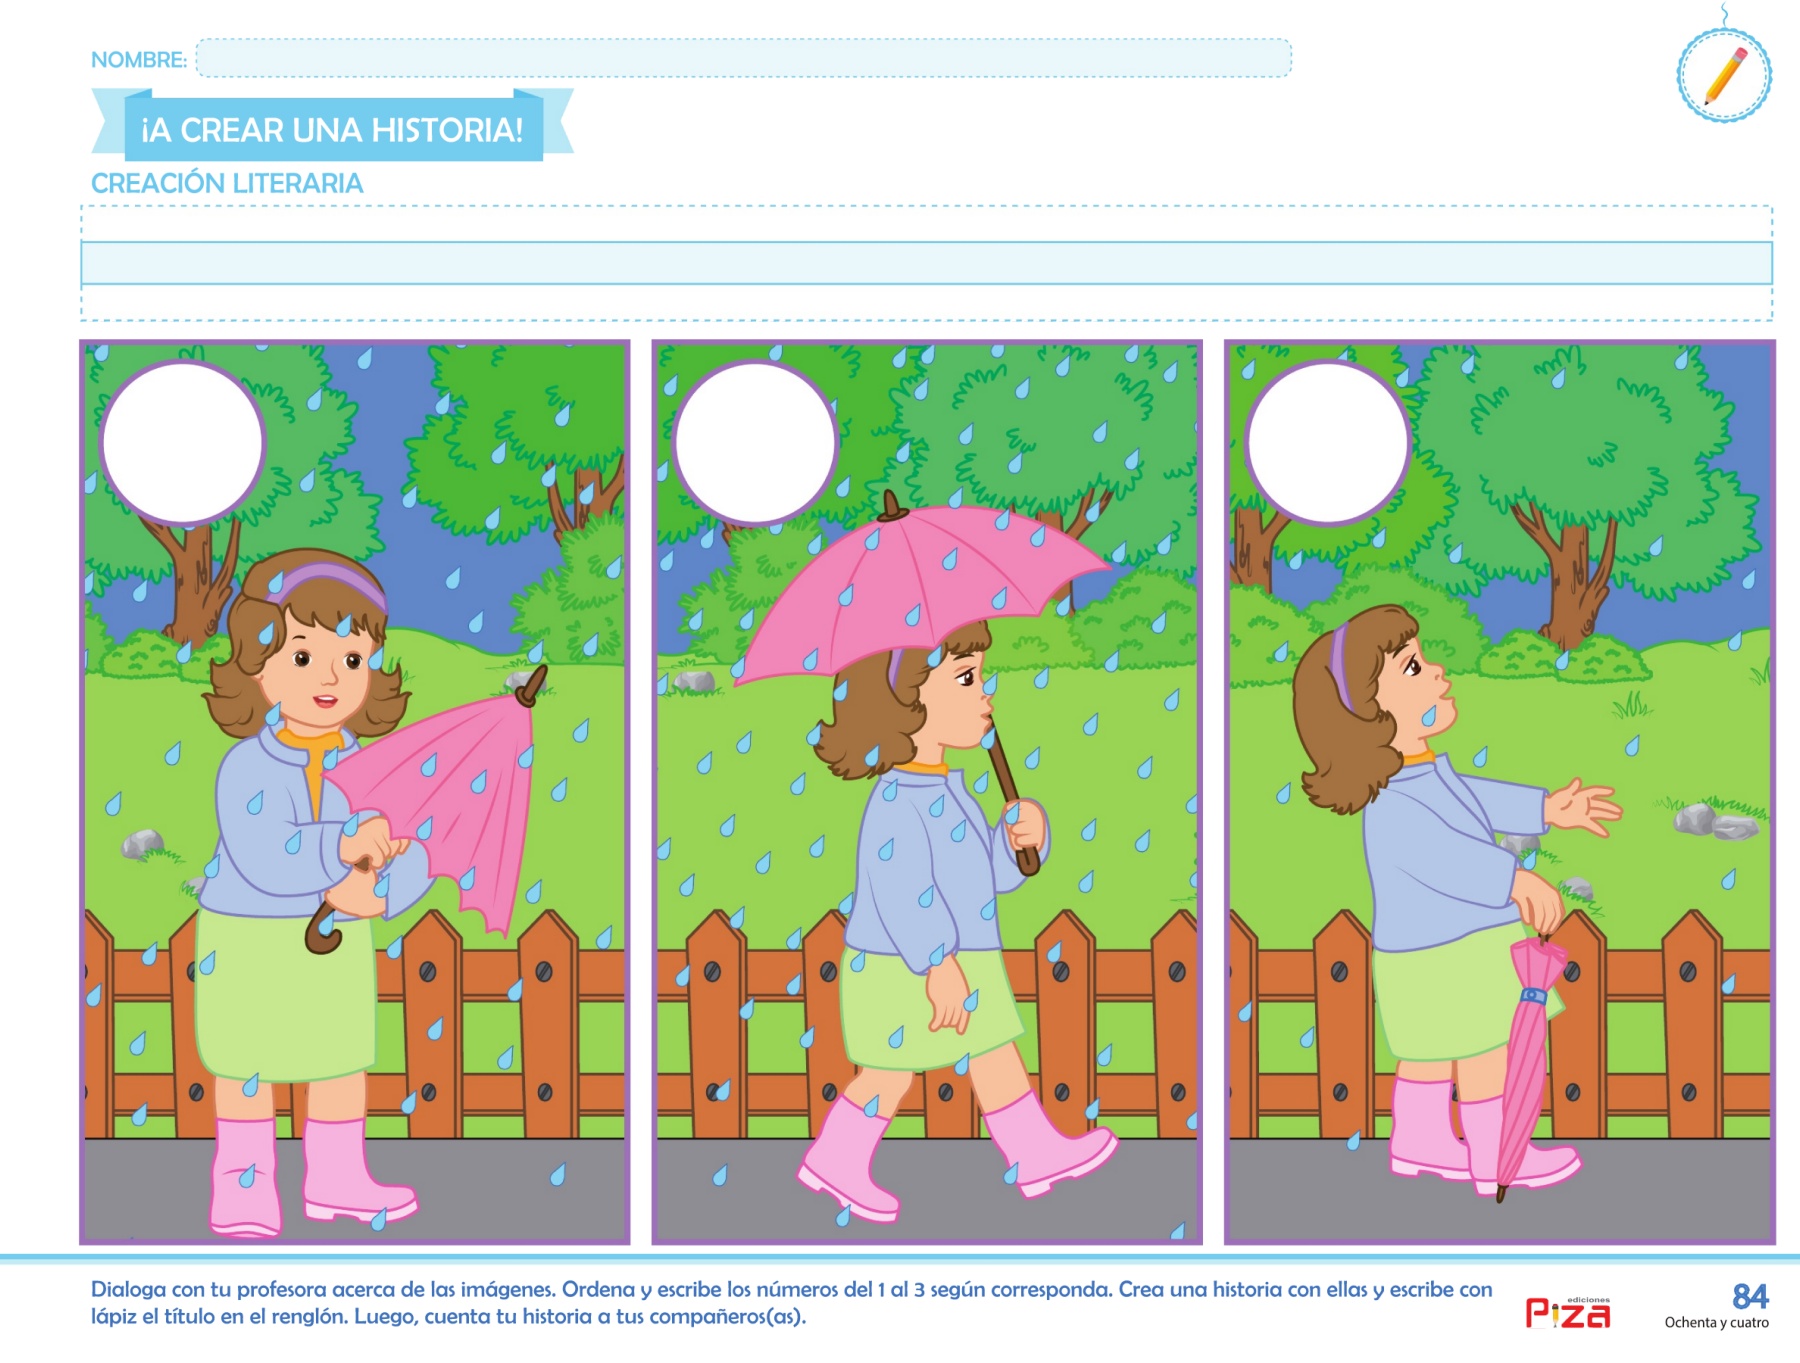 NOMBRE:
¡A CREAR UNA HISTORIA!
CREACIÓN LITERARIA
Dialoga con tu profesora acerca de las imágenes. Ordena y escribe los números del 1 al 3 según corresponda. Crea una historia con ellas y escribe con
lápiz el título en el renglón. Luego, cuenta tu historia a tus compañeros(as).
ediciones
Piza
84
Ochenta y cuatro